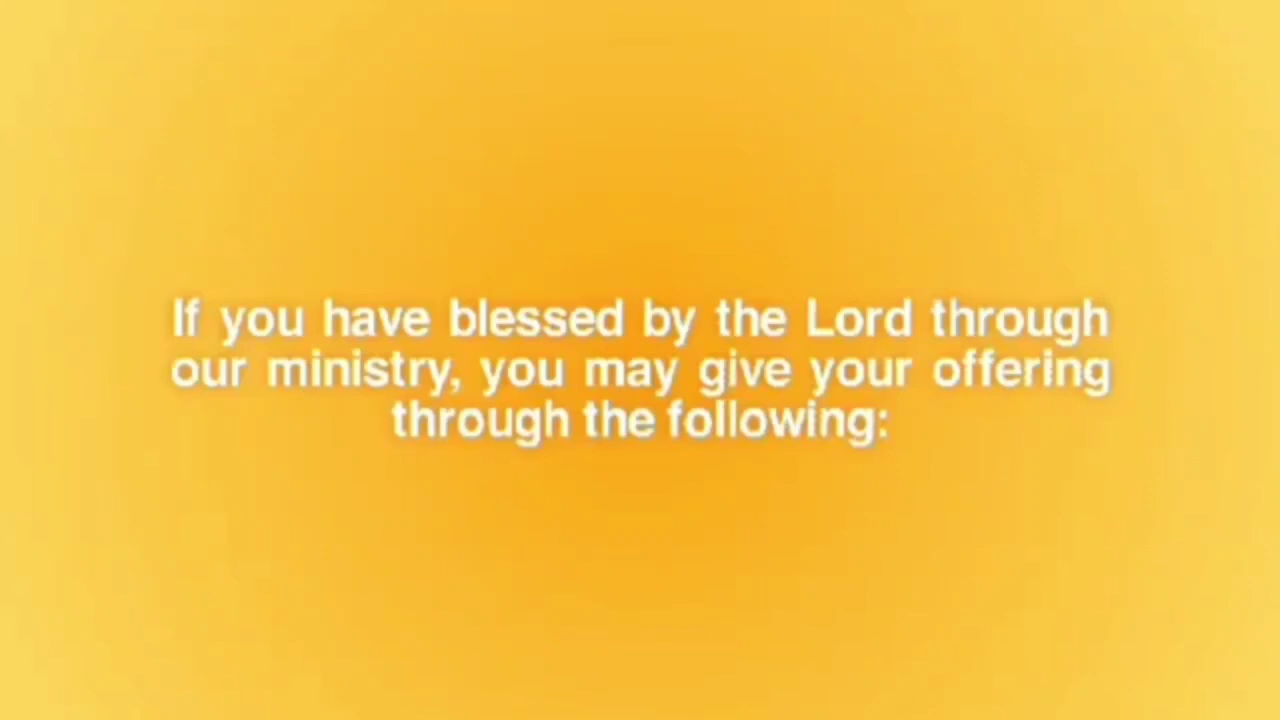 If you have blessed by the Lord through
our ministry, you may give your offering
through the following: